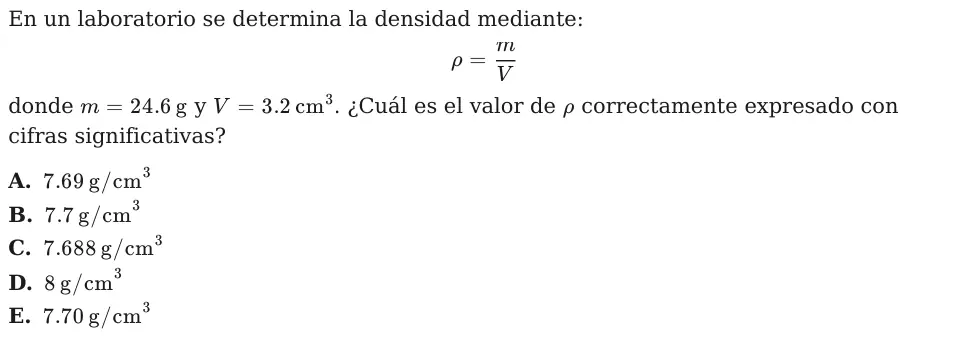 En un laboratorio se determina la densidad mediante:
ρ = m/V
donde m = 24.6 g y V = 3.2 cm³. ¿Cuál es el valor de ρ correctamente expresado con
cifras significativas?
A. 7.69 g/cm³
B. 7.7 g/cm³
C. 7.688 g/cm³
D. 8 g/cm³
E. 7.70 g/cm³